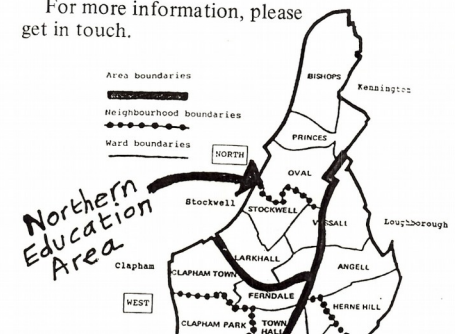 For more information, please
get in touch.
Area boundaries
Neighbourhood boundaries
Ward boundaries
BISHOPS
Kennington
PRINCES
NORTH
OVAL
Northern
Education
Area
Stockwell
STOCKWELL
VASSALL
Loughborough
LARKHALL
Clapham
CLAPHAM TOWN
ANGELL
FERNDALE
WEST
HERNE HILL
CLAPHAM PARK
TOWN
HALL